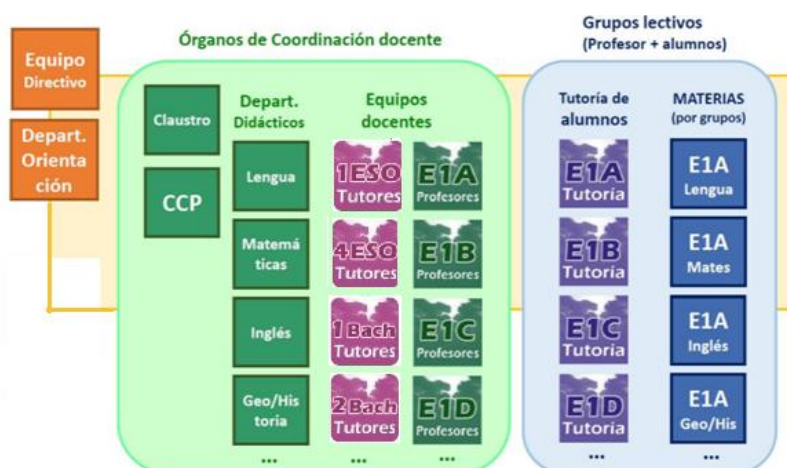 Órganos de Coordinación docente
Grupos lectivos
(Profesor + alumnos)
Equipo
Directivo
Depart.
Orienta
ción
Claustro
CCP
Depart.
Didácticos
Lengua
Matemá
ticas
Inglés
Geo/His
toria
...
Equipos
docentes
1ESO
Tutores
4ESO
Tutores
1Bach
Tutores
2Bach
Tutores
...
E1A
Profesores
E1B
Profesores
E1C
Profesores
E1D
Profesores
...
Tutoría de
alumnos
E1A
Tutoría
E1B
Tutoría
E1C
Tutoría
E1D
Tutoría
...
MATERIAS
(por grupos)
E1A
Lengua
E1A
Mates
E1A
Inglés
E1A
Geo/His
...